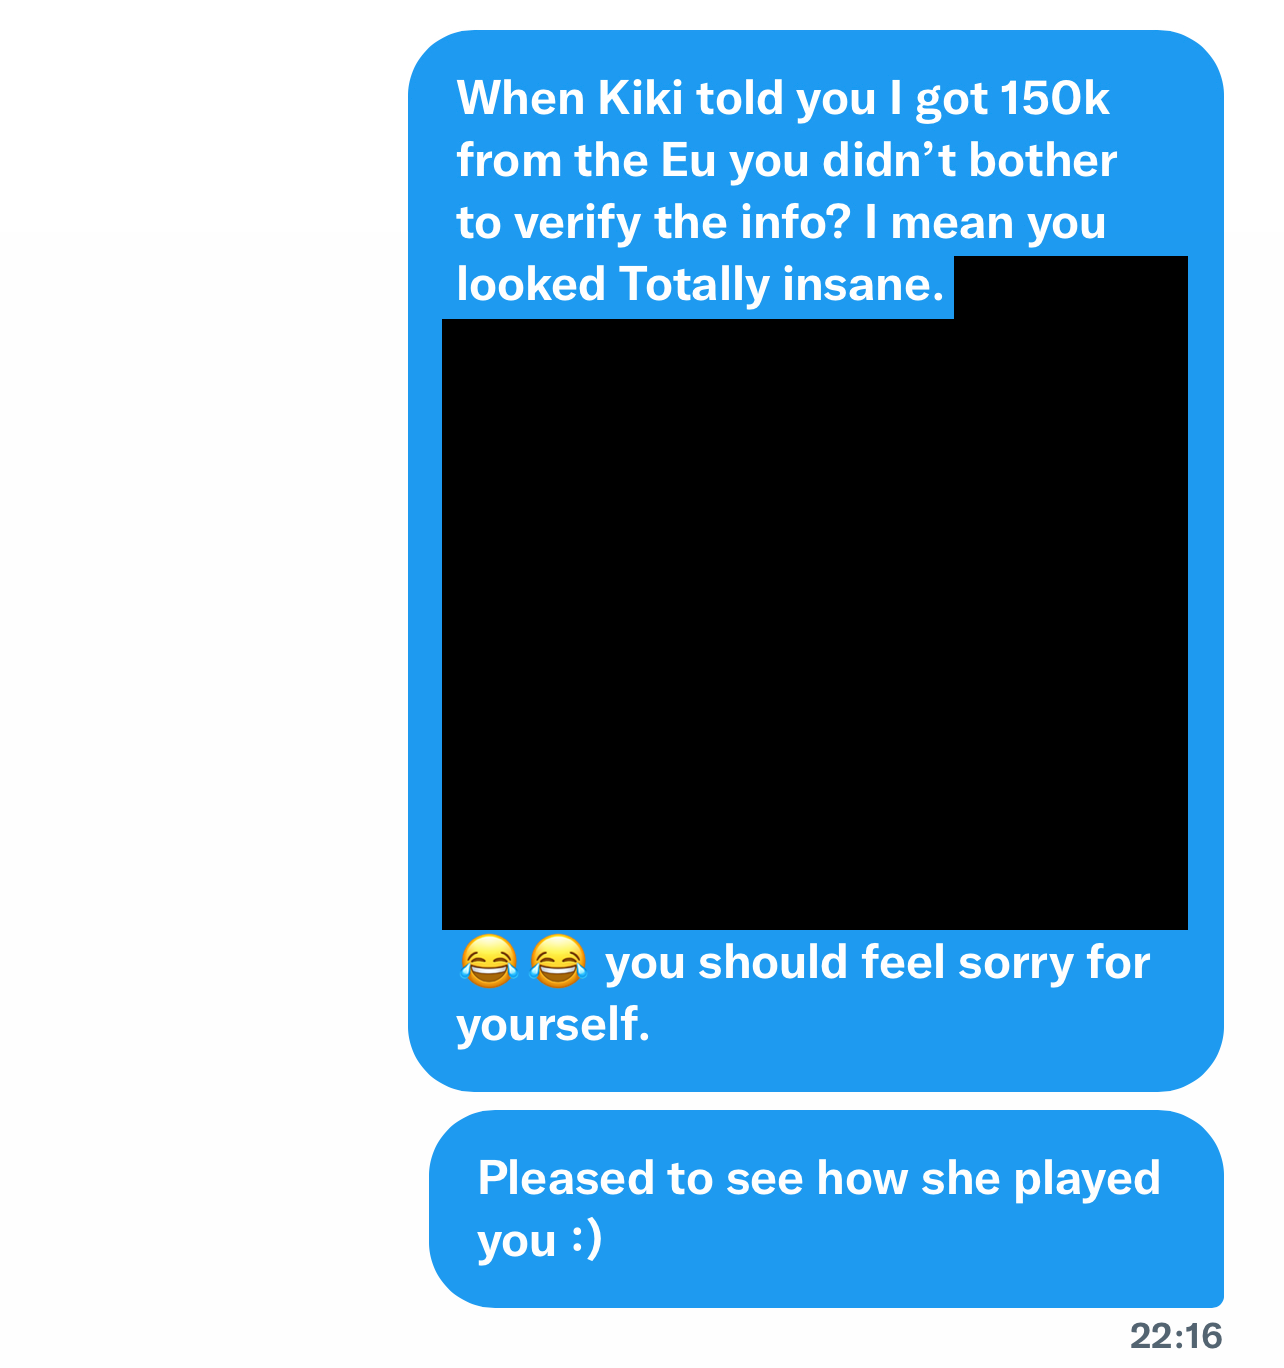 When Kiki told you I got 150k
from the Eu you didn’t bother
to verify the info? I mean you
looked Totally insane.
😂😂 you should feel sorry for
yourself.
Pleased to see how she played
you :)
22:16